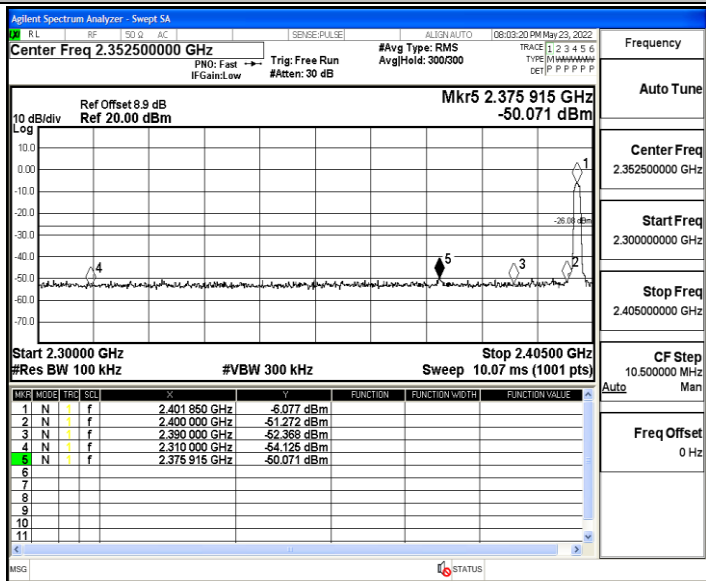 Agilent Spectrum Analyzer - Swept SA
RL RF 50 Ω AC SENSE:PULSE ALIGN AUTO 08:03:20 PM May 23, 2022
Center Freq 2.352500000 GHz #Avg Type: RMS TRACE 1 2 3 4 5 6 Frequency
PNO: Fast Trig: Free Run Avg|Hold: 300/300 TYPE M WWWWW
IFGain:Low #Atten: 30 dB DET P P P P P P
Auto Tune
Ref Offset 8.9 dB Mkr5 2.375 915 GHz
10 dB/div Ref 20.00 dBm -50.071 dBm
Log
10.0
0.00
-10.0
-20.0
-30.0
-40.0
-50.0
-60.0
-70.0
1
-26.08 dBm
4
5
3
2
Center Freq
2.352500000 GHz
Start Freq
2.300000000 GHz
Stop Freq
2.405000000 GHz
Start 2.30000 GHz Stop 2.40500 GHz
#Res BW 100 kHz #VBW 300 kHz Sweep 10.07 ms (1001 pts)
CF Step
10.500000 MHz
Auto Man
Freq Offset
0 Hz
MKR MODE TRC SCL X Y FUNCTION FUNCTION WIDTH FUNCTION VALUE
1 N 1 f 2.401 850 GHz -6.077 dBm
2 N 1 f 2.400 000 GHz -51.272 dBm
3 N 1 f 2.390 000 GHz -52.368 dBm
4 N 1 f 2.310 000 GHz -54.125 dBm
5 N 1 f 2.375 915 GHz -50.071 dBm
6
7
8
9
10
11
MSG STATUS